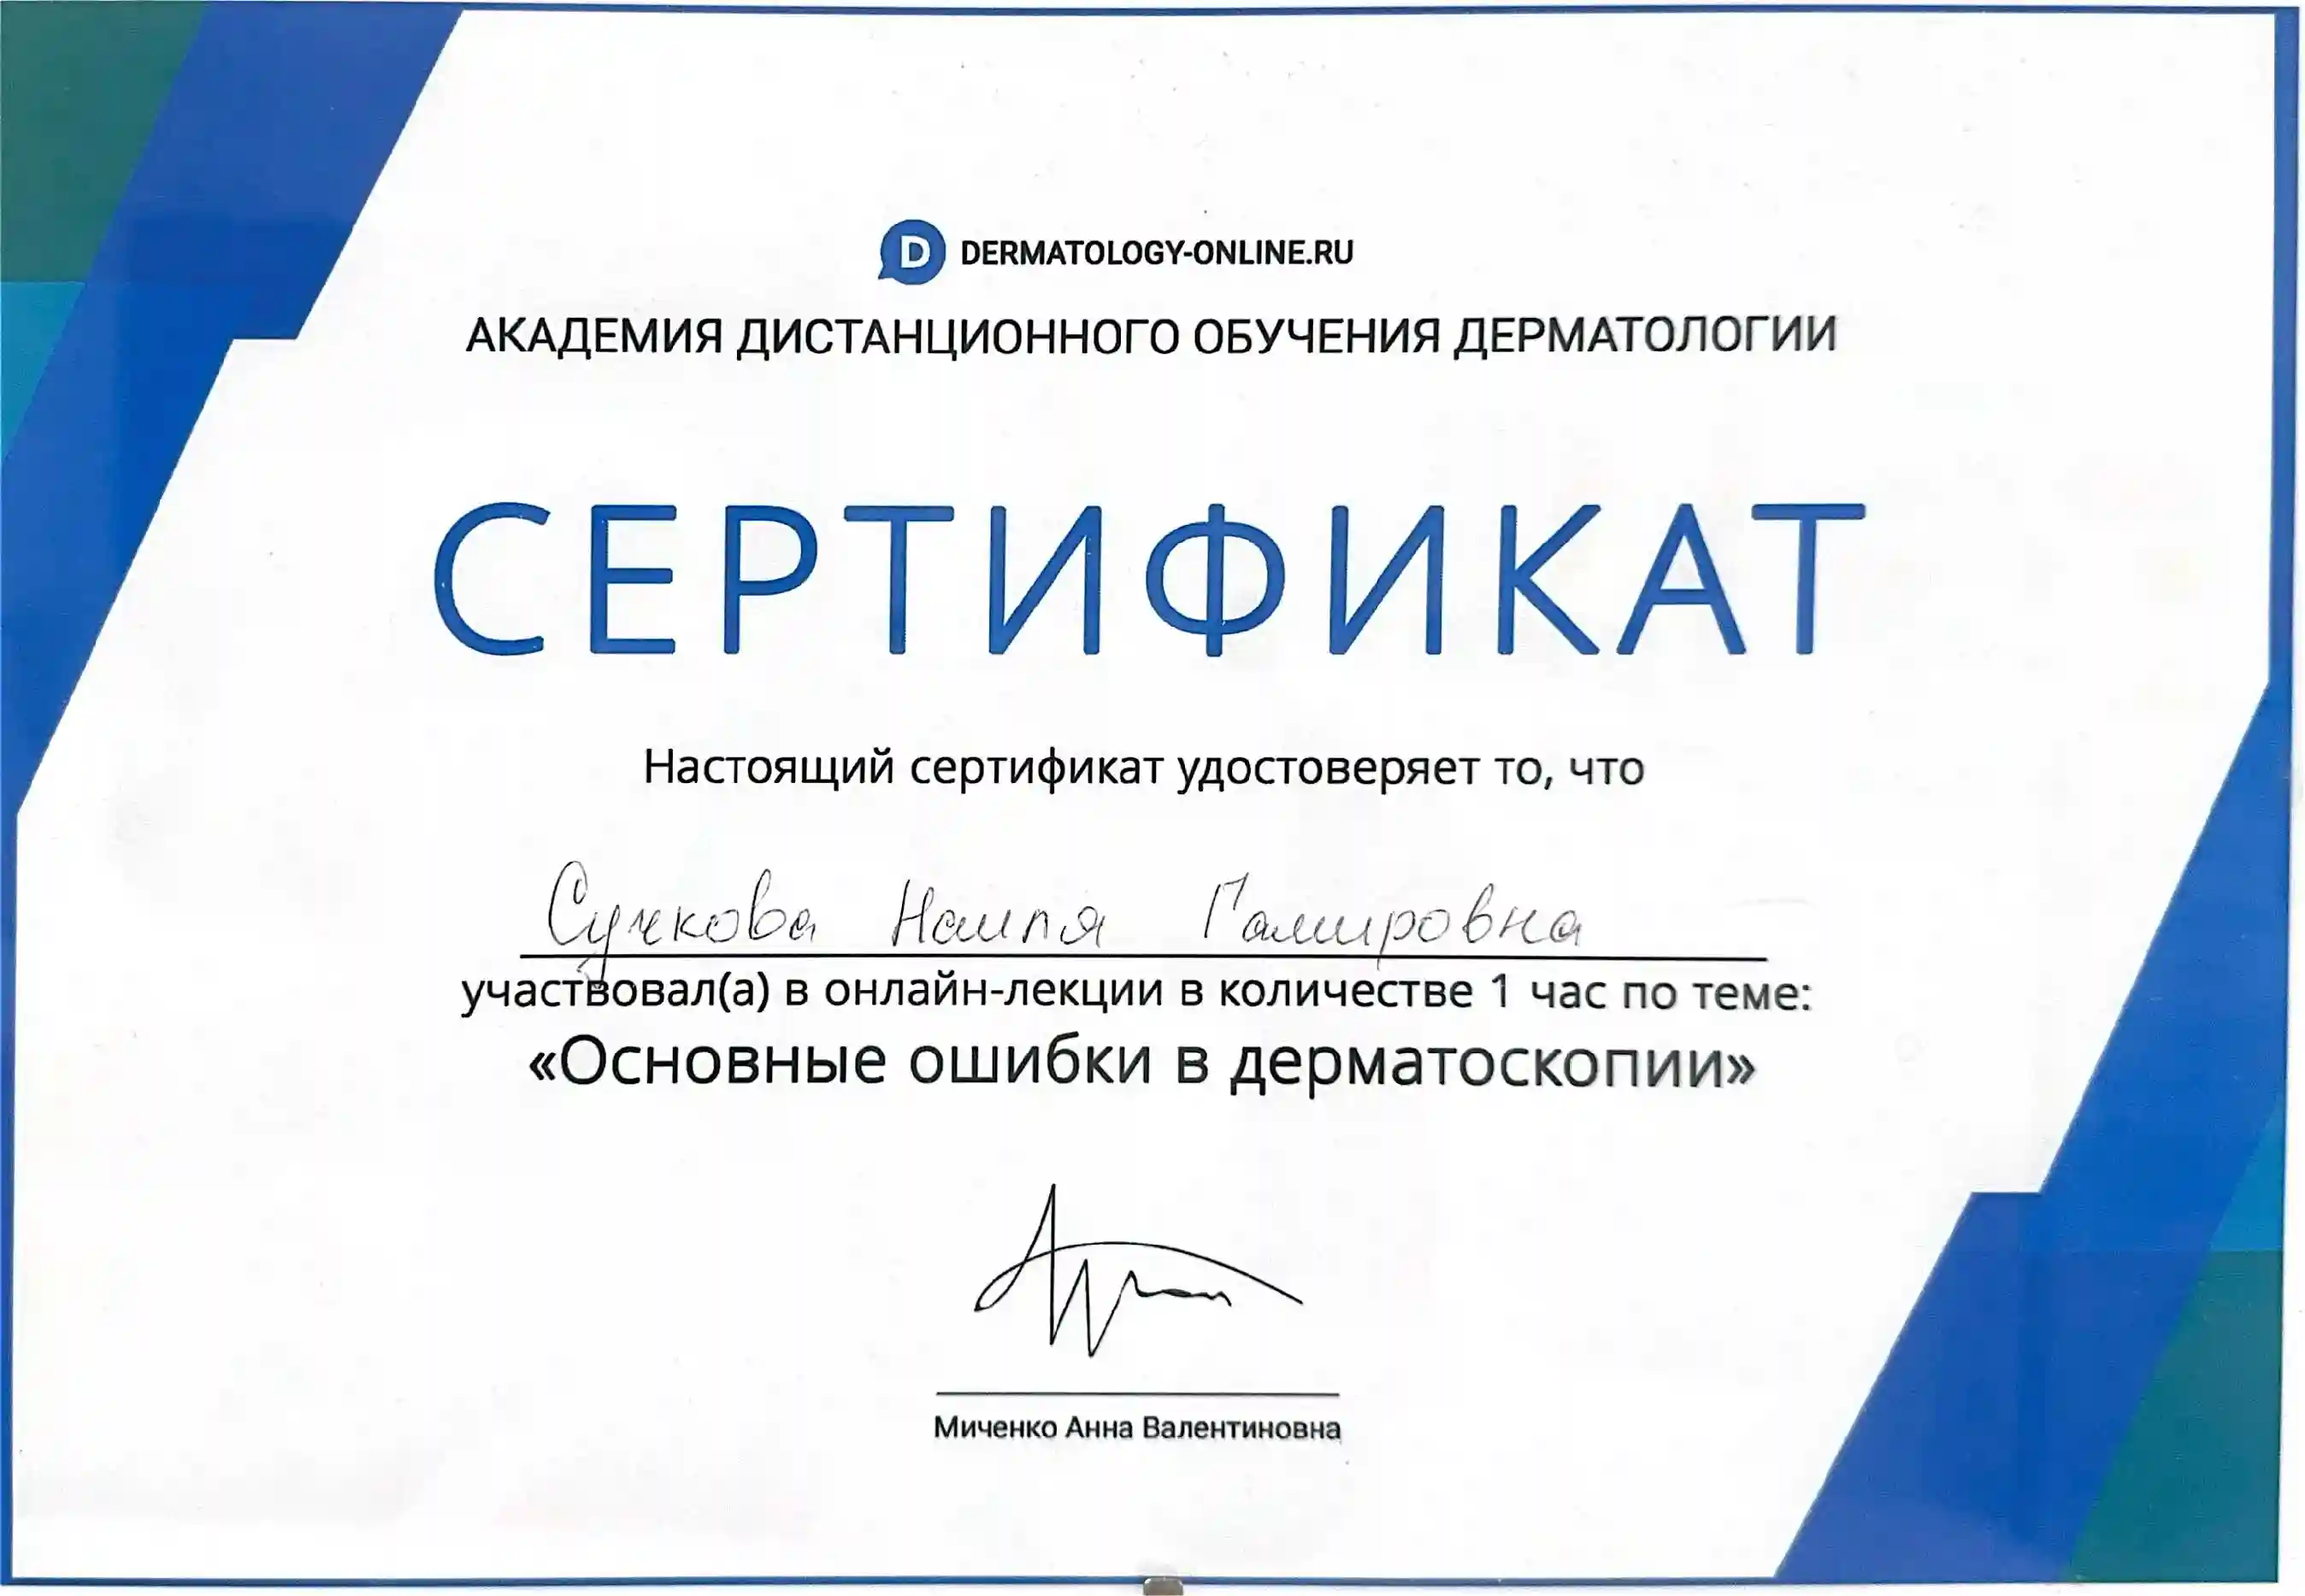 D DERMATOLOGY-ONLINE.RU
АКАДЕМИЯ ДИСТАНЦИОННОГО ОБУЧЕНИЯ ДЕРМАТОЛОГИИ
СЕРТИФИКАТ
Настоящий сертификат удостоверяет то, что
Сучкова Наиля Гамировна
участвовал(а) в онлайн-лекции в количестве 1 час по теме:
«Основные ошибки в дерматоскопии»
Миченко Анна Валентиновна